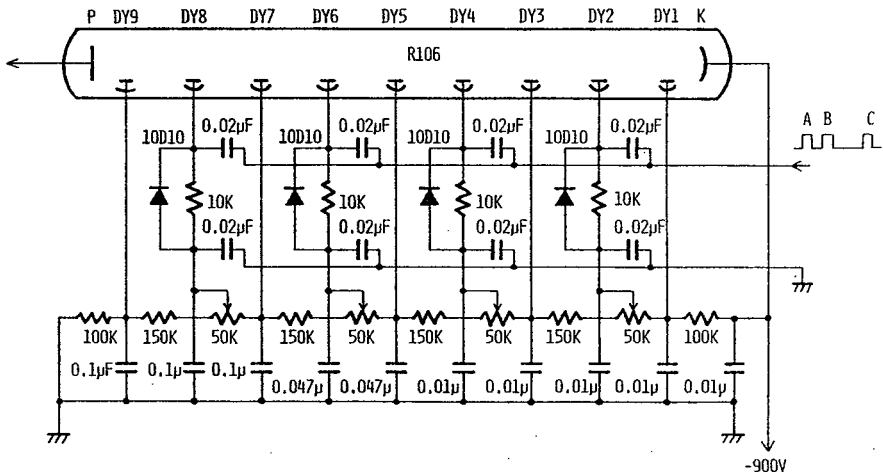 P DY9 DY8 DY7 DY6 DY5 DY4 DY3 DY2 DY1 K
R106
A B C
10D10 0.02μF 10D10 0.02μF 10D10 0.02μF 10D10 0.02μF
10K 10K 10K 10K
0.02μF 0.02μF 0.02μF 0.02μF
100K 150K 50K 150K 50K 150K 50K 150K 50K 100K
0.1μF 0.1μ 0.1μ 0.047μ 0.047μ 0.01μ 0.01μ 0.01μ 0.01μ 0.01μ
-900V